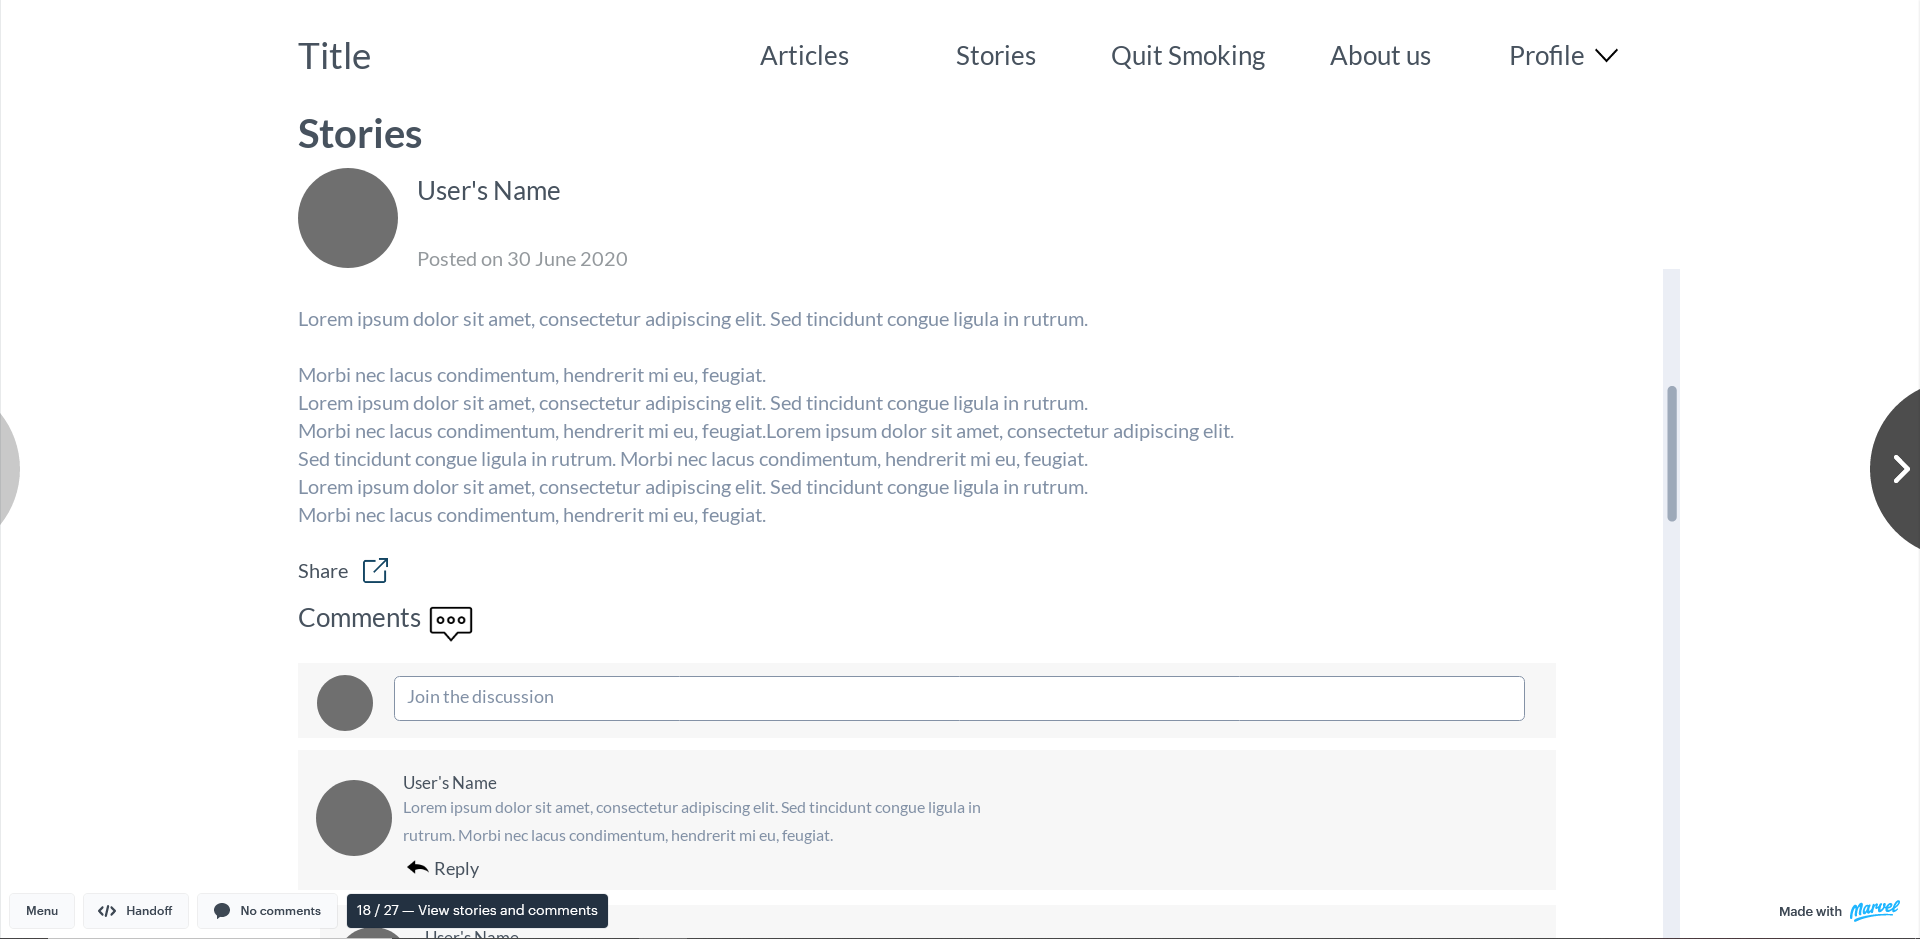 Title
Articles
Stories
Quit Smoking
About us
Profile
Stories
User's Name
Posted on 30 June 2020
Lorem ipsum dolor sit amet, consectetur adipiscing elit. Sed tincidunt congue ligula in rutrum.
Morbi nec lacus condimentum, hendrerit mi eu, feugiat.
Lorem ipsum dolor sit amet, consectetur adipiscing elit. Sed tincidunt congue ligula in rutrum.
Morbi nec lacus condimentum, hendrerit mi eu, feugiat.Lorem ipsum dolor sit amet, consectetur adipiscing elit.
Sed tincidunt congue ligula in rutrum. Morbi nec lacus condimentum, hendrerit mi eu, feugiat.
Lorem ipsum dolor sit amet, consectetur adipiscing elit. Sed tincidunt congue ligula in rutrum.
Morbi nec lacus condimentum, hendrerit mi eu, feugiat.
Share
Comments
Join the discussion
User's Name
Lorem ipsum dolor sit amet, consectetur adipiscing elit. Sed tincidunt congue ligula in
rutrum. Morbi nec lacus condimentum, hendrerit mi eu, feugiat.
Reply
Menu
Handoff
No comments
18 / 27 — View stories and comments
Made with Marvel
User's Name